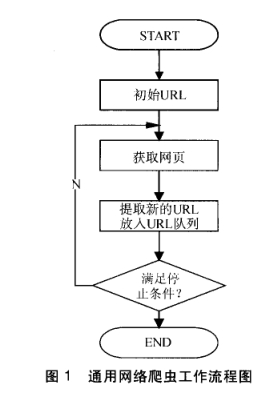 START
初始URL
获取网页
N
提取新的URL
放入URL队列
满足停
止条件?
END
图 1 通用网络爬虫工作流程图